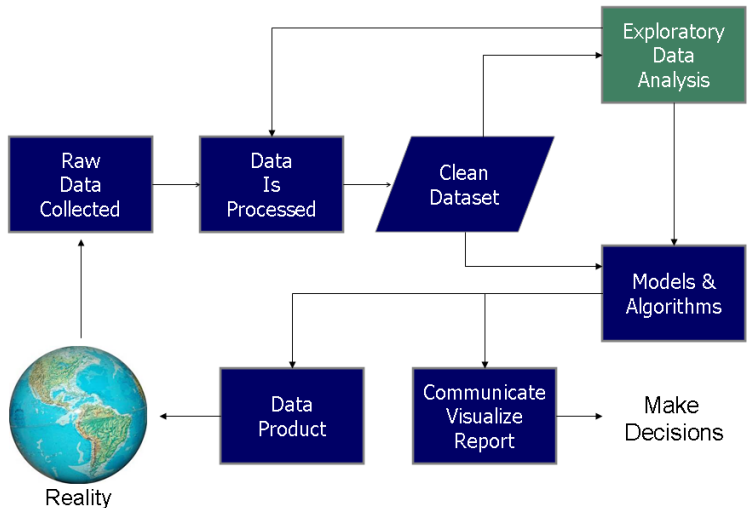 Exploratory
Data
Analysis
Raw
Data
Collected
Data
Is
Processed
Clean
Dataset
Models &
Algorithms
Data
Product
Communicate
Visualize
Report
Make
Decisions
Reality